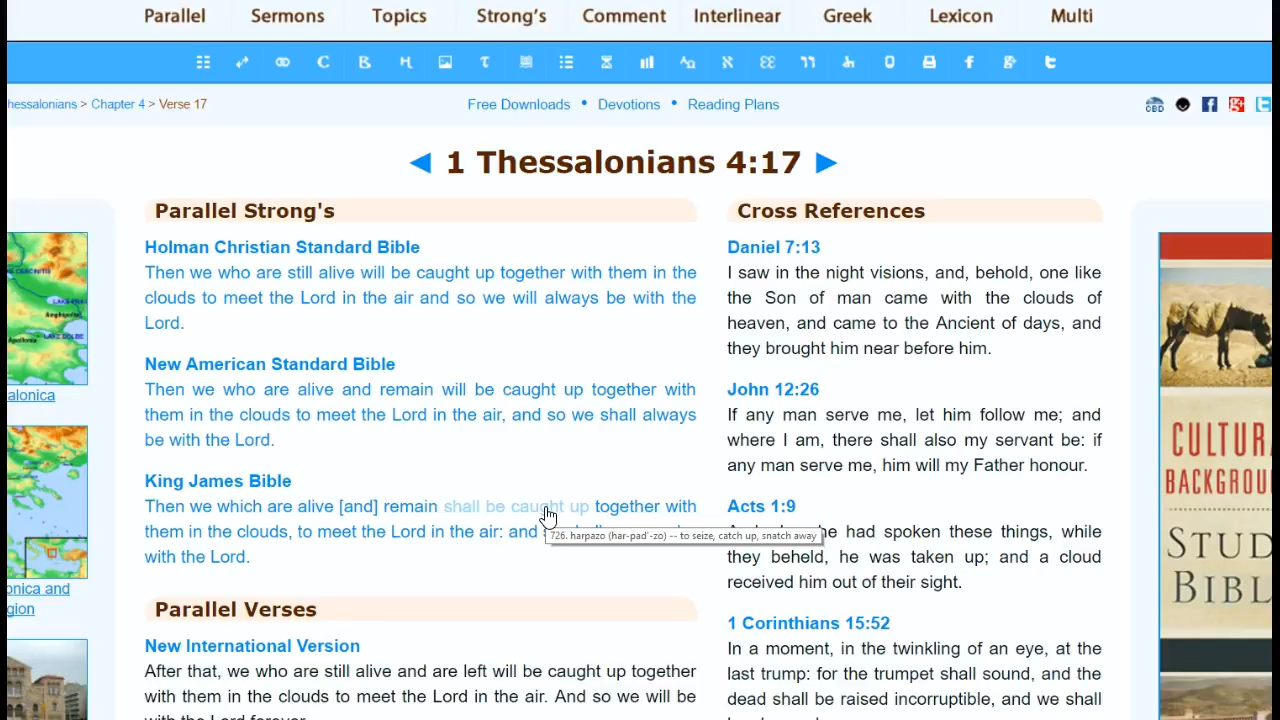 Parallel Sermons Topics Strong's Comment Interlinear Greek Lexicon Multi
hessalonians > Chapter 4 > Verse 17
Free Downloads • Devotions • Reading Plans
CBD
◄ 1 Thessalonians 4:17 ►
alonica
onica and
gion
Parallel Strong's
Holman Christian Standard Bible
Then we who are still alive will be caught up together with them in the
clouds to meet the Lord in the air and so we will always be with the
Lord.
New American Standard Bible
Then we who are alive and remain will be caught up together with
them in the clouds to meet the Lord in the air, and so we shall always
be with the Lord.
King James Bible
Then we which are alive [and] remain shall be caught up together with
them in the clouds, to meet the Lord in the air: and
726. harpazo (har-pad'-zo) -- to seize, catch up, snatch away
with the Lord.
Parallel Verses
New International Version
After that, we who are still alive and are left will be caught up together
with them in the clouds to meet the Lord in the air. And so we will be
with the Lord forever.
Cross References
Daniel 7:13
I saw in the night visions, and, behold, one like
the Son of man came with the clouds of
heaven, and came to the Ancient of days, and
they brought him near before him.
John 12:26
If any man serve me, let him follow me; and
where I am, there shall also my servant be: if
any man serve me, him will my Father honour.
Acts 1:9
he had spoken these things, while
they beheld, he was taken up; and a cloud
received him out of their sight.
1 Corinthians 15:52
In a moment, in the twinkling of an eye, at the
last trump: for the trumpet shall sound, and the
dead shall be raised incorruptible, and we shall
CULTURA
BACKGROU
STUD
BIBL